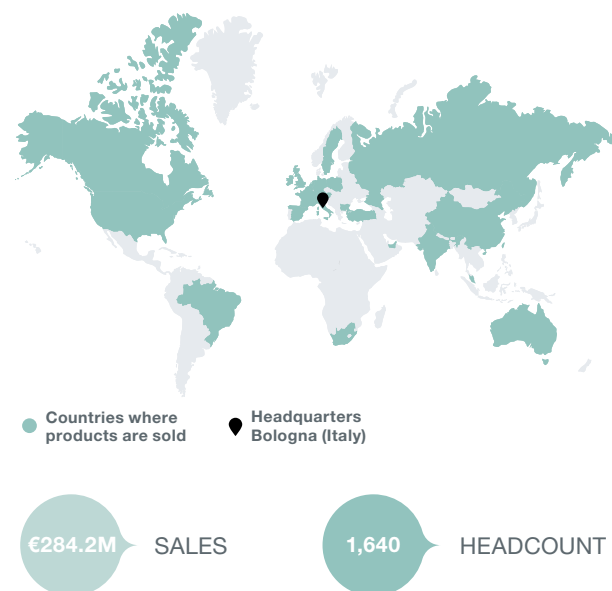 Countries where
products are sold
Headquarters
Bologna (Italy)
€284.2M
SALES
1,640
HEADCOUNT